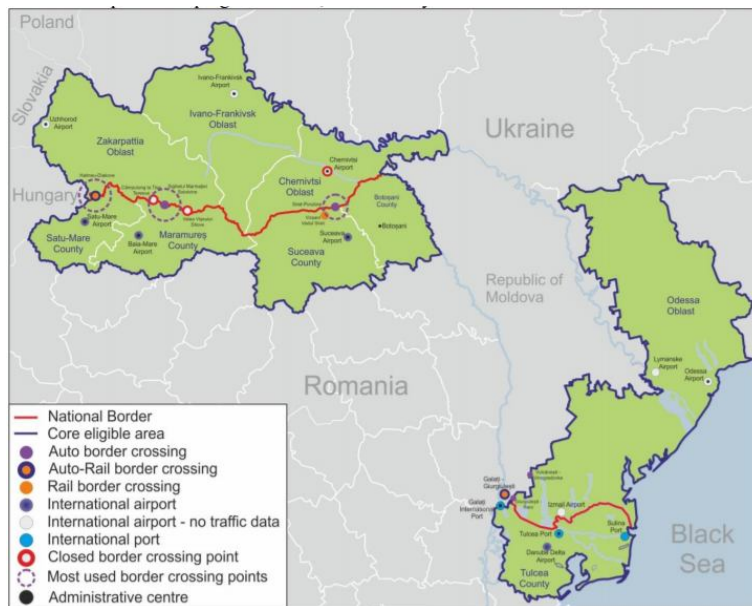 Poland
Slovakia
Hungary
Ukraine
Republic of
Moldova
Romania
Black
Sea
Ivano-Frankivsk
Airport
Ivano-Frankivsk
Oblast
Uzhhorod
Airport
Zakarpattia
Oblast
Chernivtsi
Airport
Chernivtsi
Oblast
Botoșani
County
Botoșani
Satu-Mare
Airport
Satu-Mare
County
Baia-Mare
Airport
Maramureș
County
Suceava
Airport
Suceava
County
Odessa
Oblast
Lymanske
Airport
Odessa
Airport
Galati
International
Port
Izmail Airport
Tulcea Port
Sulina
Port
Danube Delta
Airport
Tulcea
County
National Border
Core eligible area
Auto border crossing
Auto-Rail border crossing
Rail border crossing
International airport
International airport - no traffic data
International port
Closed border crossing point
Most used border crossing points
Administrative centre